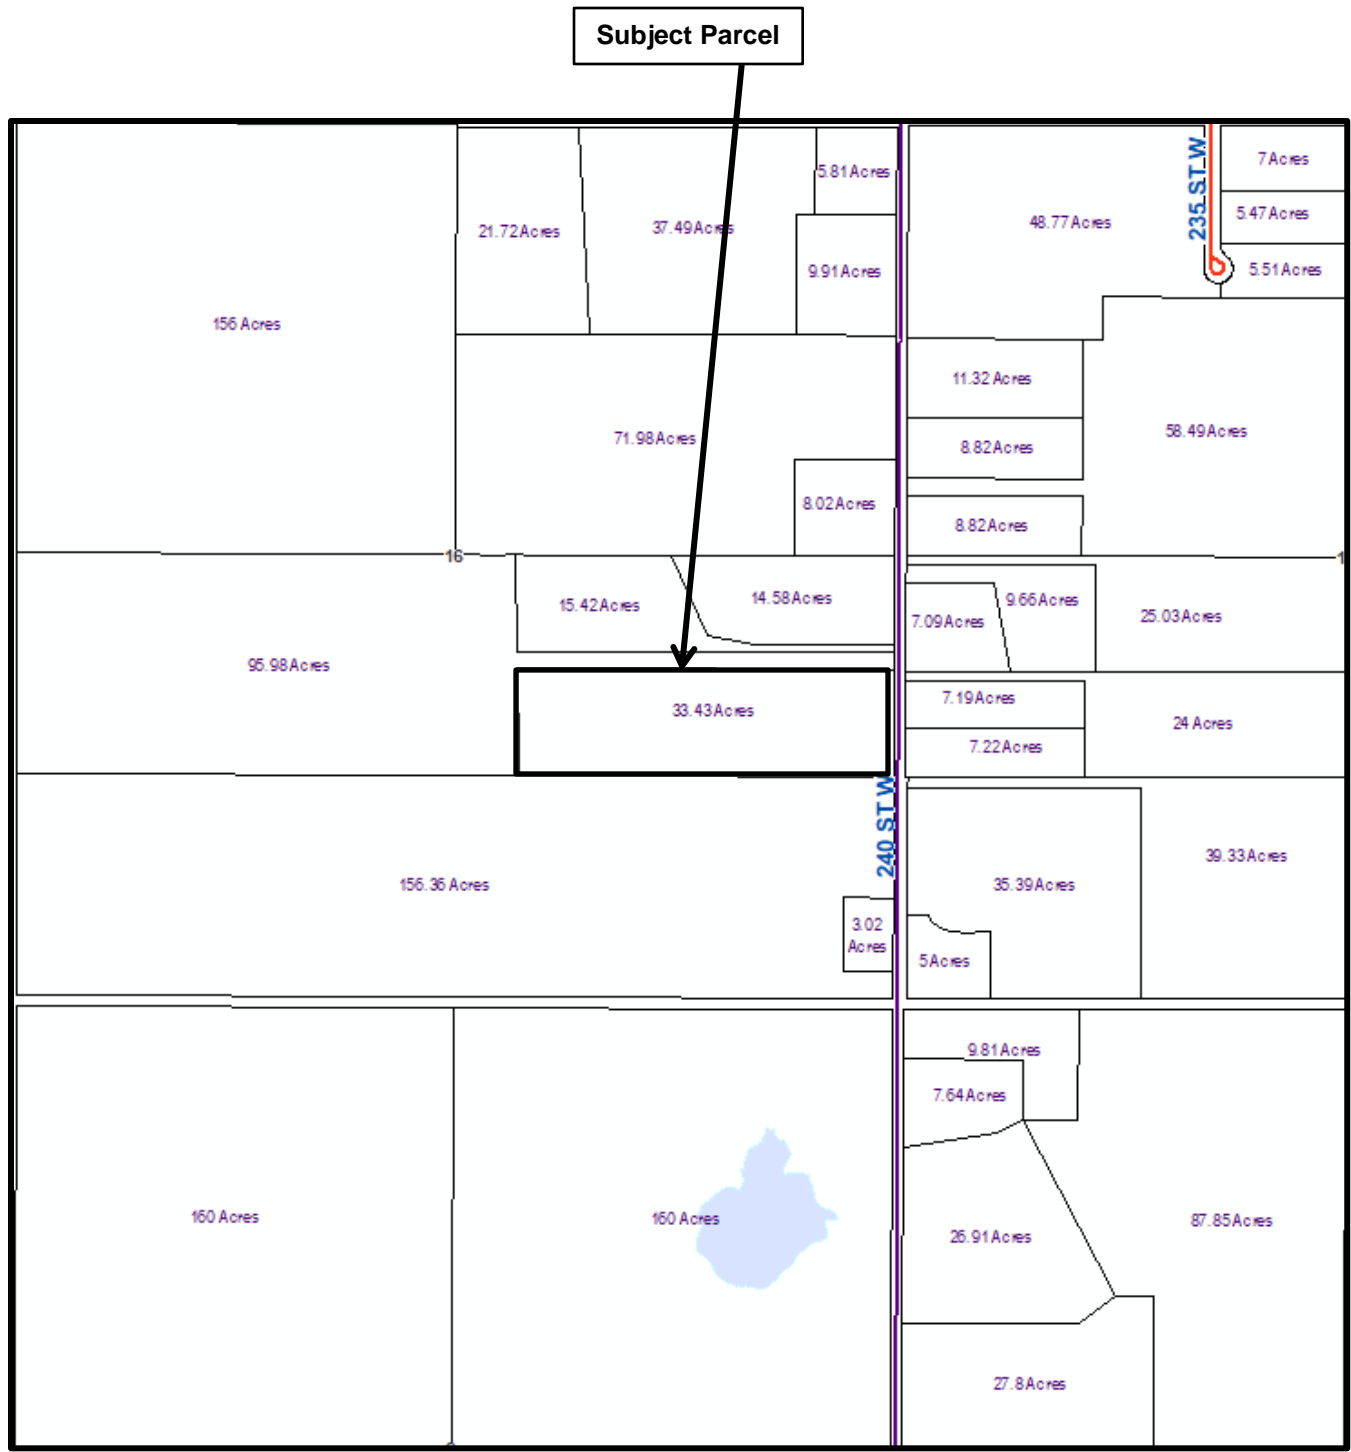 Subject Parcel
5.81 Acres
7 Acres
235 ST W
5.47 Acres
48.77 Acres
37.49 Acres
21.72 Acres
9.91 Acres
5.51 Acres
156 Acres
11.32 Acres
58.49 Acres
71.98 Acres
8.82 Acres
8.02 Acres
8.82 Acres
16
1
14.58 Acres
9.66 Acres
15.42 Acres
25.03 Acres
7.09 Acres
95.98 Acres
7.19 Acres
33.43 Acres
24 Acres
7.22 Acres
240 ST W
39.33 Acres
156.36 Acres
35.39 Acres
3.02
Acres
5 Acres
9.81 Acres
7.64 Acres
160 Acres
160 Acres
87.85 Acres
26.91 Acres
27.8 Acres